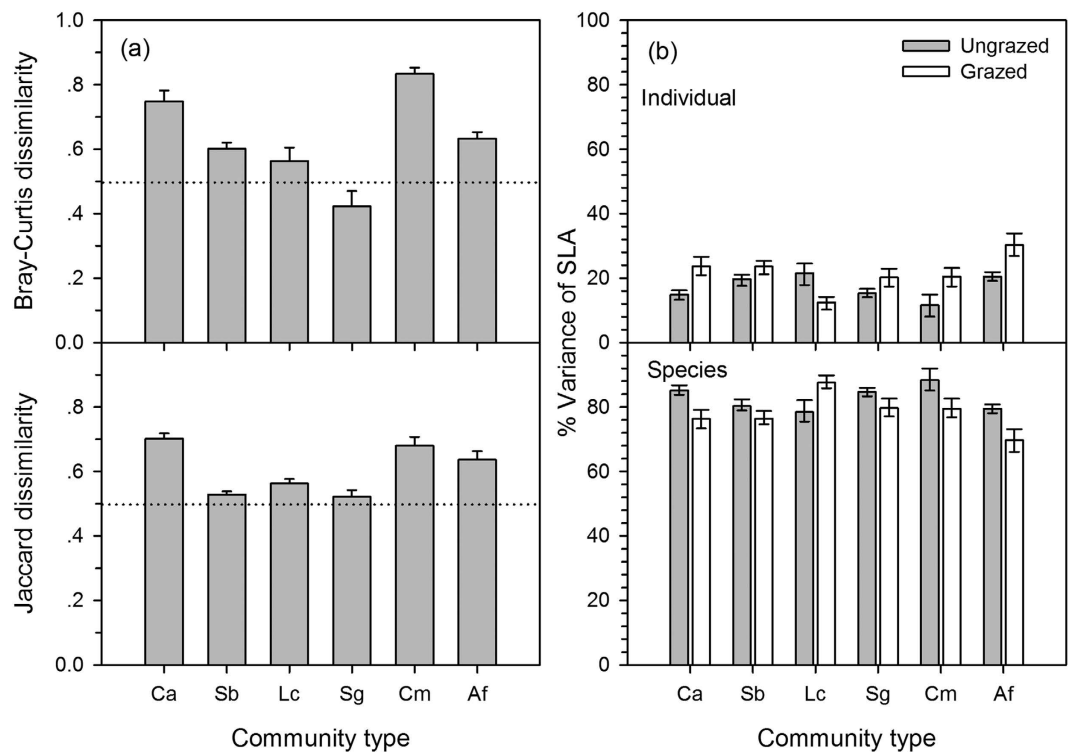 Bray-Curtis dissimilarity
1.0
.8
.6
.4
.2
0.0
(a)
Jaccard dissimilarity
.8
.6
.4
.2
0.0
Ca Sb Lc Sg Cm Af
Community type
% Variance of SLA
100
80
60
40
20
0
(b)
Ungrazed
Grazed
Individual
80
60
40
20
0
Species
Ca Sb Lc Sg Cm Af
Community type